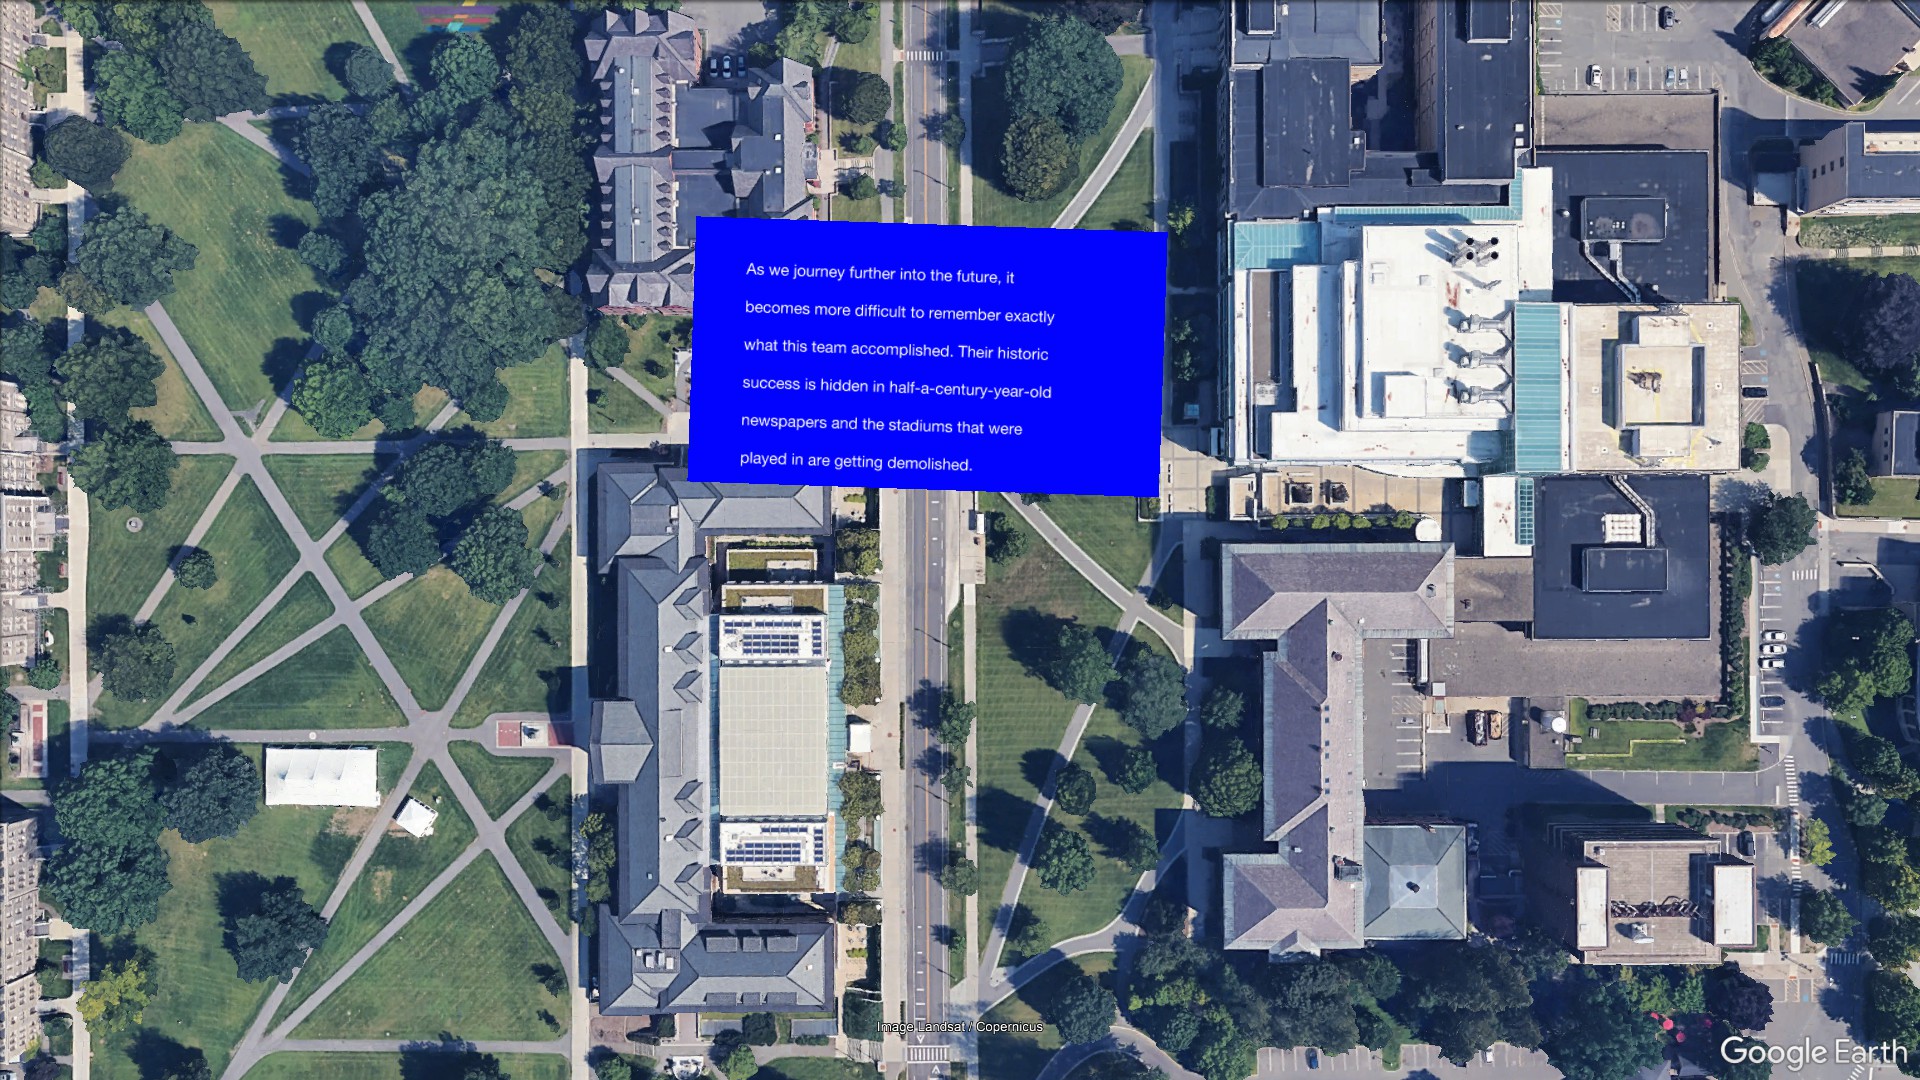 As we journey further into the future, it
becomes more difficult to remember exactly
what this team accomplished. Their historic
success is hidden in half-a-century-year-old
newspapers and the stadiums that were
played in are getting demolished.
Image Landsat / Copernicus
Google Earth